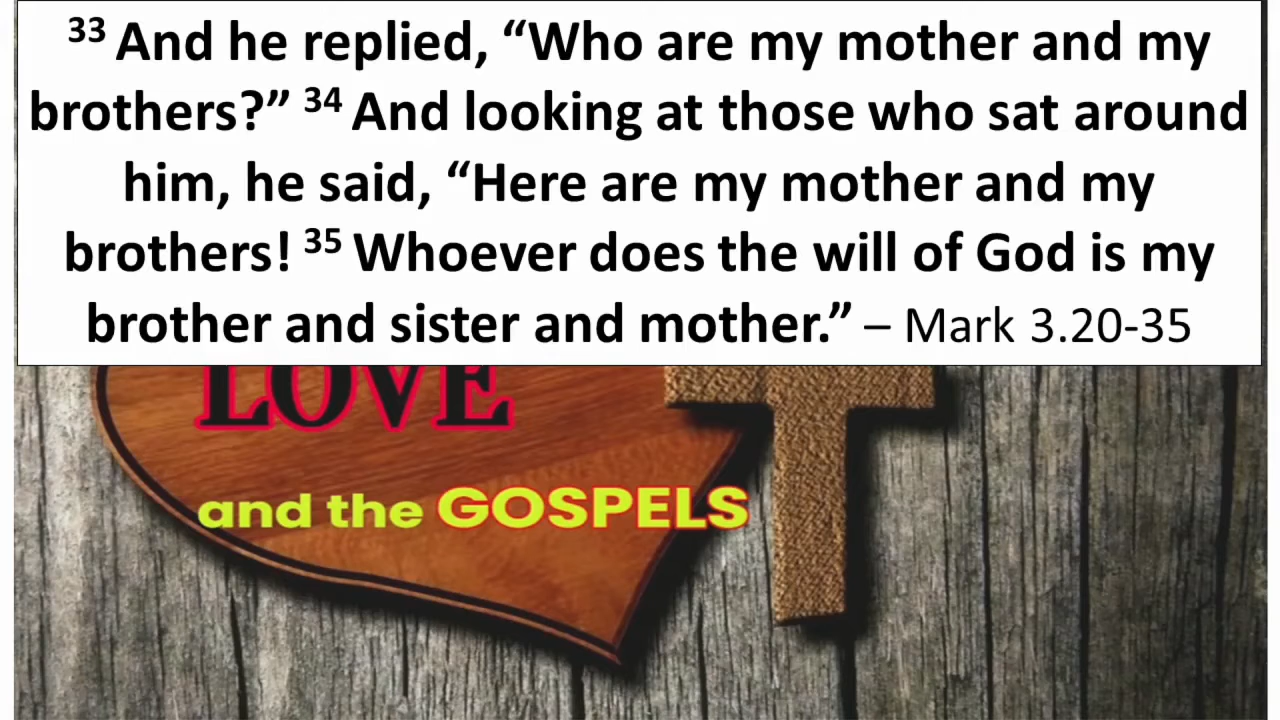 ³³ And he replied, “Who are my mother and my
brothers?” ³⁴ And looking at those who sat around
him, he said, “Here are my mother and my
brothers! ³⁵ Whoever does the will of God is my
brother and sister and mother.” – Mark 3.20-35
LOVE
and the GOSPELS